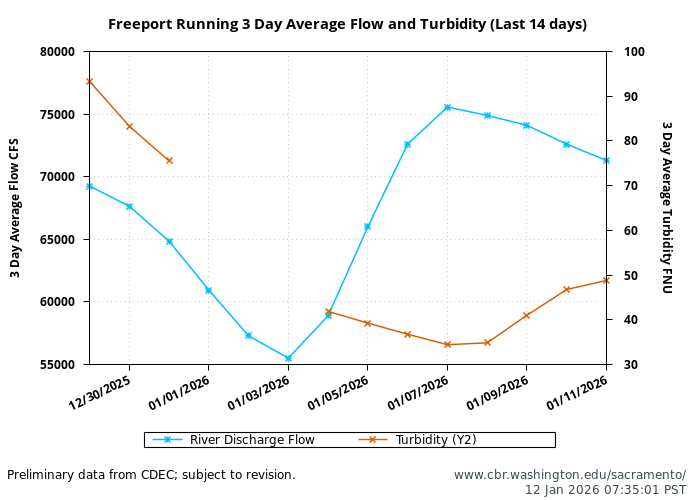 Freeport Running 3 Day Average Flow and Turbidity (Last 14 days)
80000
75000
70000
65000
60000
55000
3 Day Average Flow CFS
100
90
80
70
60
50
40
30
3 Day Average Turbidity FNU
12/30/2025
01/01/2026
01/03/2026
01/05/2026
01/07/2026
01/09/2026
01/11/2026
River Discharge Flow
Turbidity (Y2)
Preliminary data from CDEC; subject to revision.
www.cbr.washington.edu/sacramento/
12 Jan 2026 07:35:01 PST